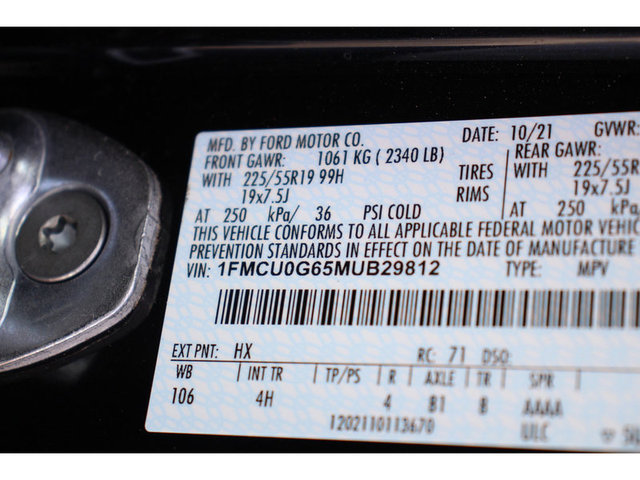 MFD. BY FORD MOTOR CO. DATE: 10/21 GVWR:
FRONT GAWR: 1061 KG ( 2340 LB) REAR GAWR:
WITH 225/55R19 99H TIRES WITH 225/55R
19x7.5J RIMS 19x7.5J
AT 250 kPa/ 36 PSI COLD AT 250 kPa/
THIS VEHICLE CONFORMS TO ALL APPLICABLE FEDERAL MOTOR VEHIC
PREVENTION STANDARDS IN EFFECT ON THE DATE OF MANUFACTURE
VIN: 1FMCU0G65MUB29812 TYPE: MPV
EXT PNT: HX RC: 71 DSO:
WB INT TR TP/PS R AXLE TR SPR
106 4H 4 B1 8 AAAA
1202110113670 ULC